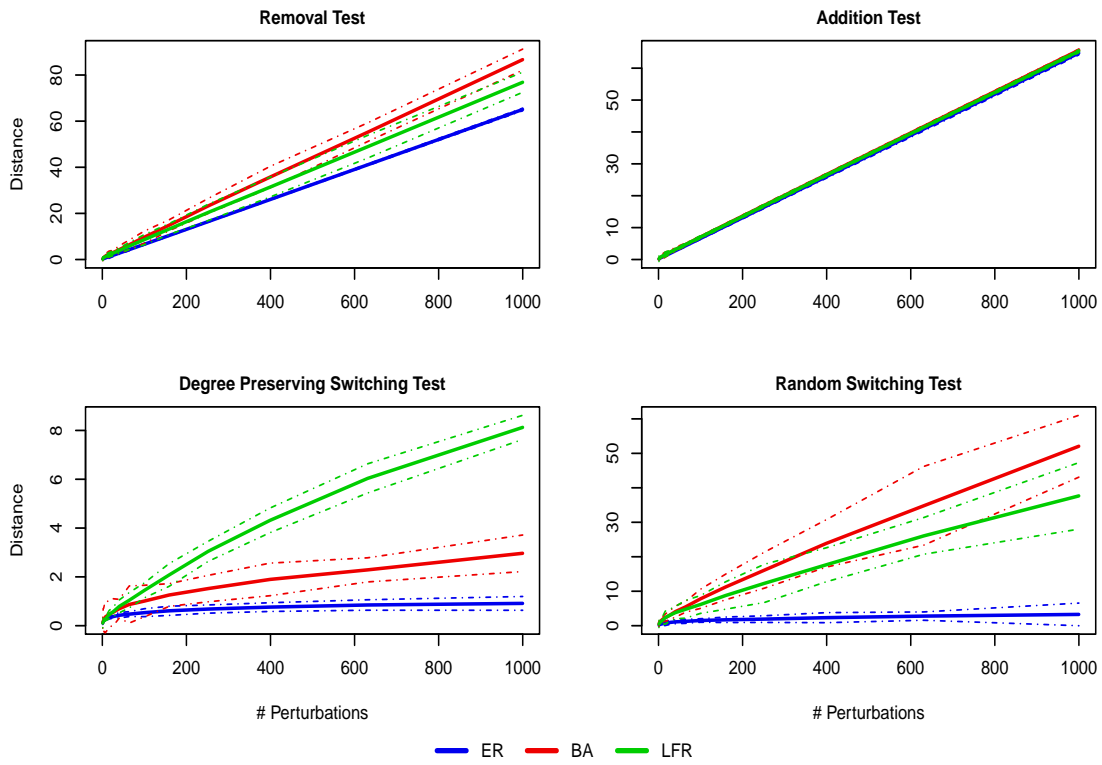 Removal Test
Addition Test
Distance
0 20 40 60 80
0 200 400 600 800 1000
0 10 30 50
0 200 400 600 800 1000
Degree Preserving Switching Test
Random Switching Test
Distance
0 2 4 6 8
0 200 400 600 800 1000
0 10 30 50
0 200 400 600 800 1000
# Perturbations
# Perturbations
ER BA LFR